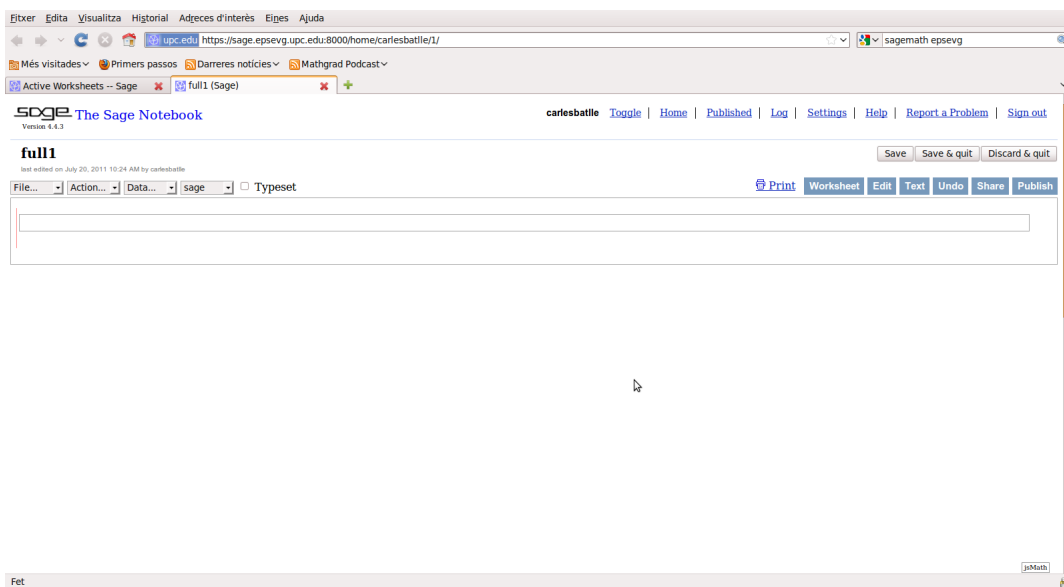 Fitxer Edita Visualitza Historial Adreces d'interès Eines Ajuda
upc.edu https://sage.epsevg.upc.edu:8000/home/carlesbatlle/1/ sagemath epsevg
Més visitades Primers passos Darreres notícies Mathgrad Podcast
Active Worksheets -- Sage full1 (Sage)
sage The Sage Notebook carlesbatlle Toggle | Home | Published | Log | Settings | Help | Report a Problem | Sign out
Version 4.4.3
full1 Save Save & quit Discard & quit
last edited on July 20, 2011 10:24 AM by carlesbatlle
File... Action... Data... sage Typeset Print Worksheet Edit Text Undo Share Publish
jsMath
Fet